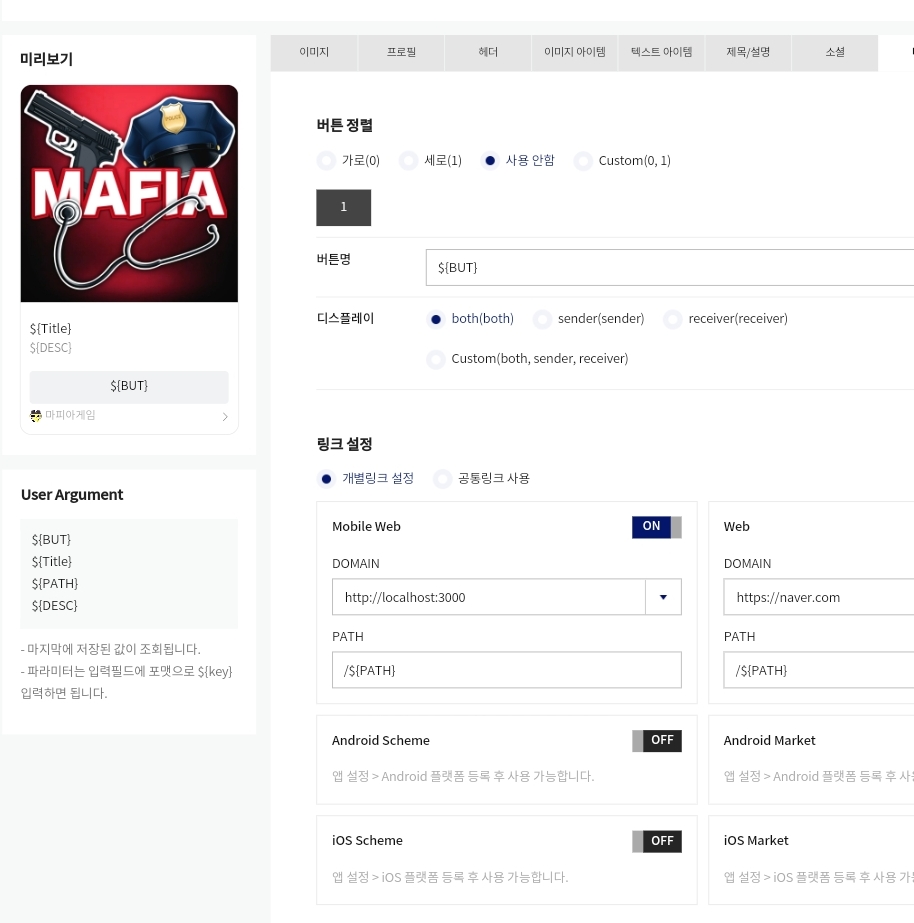 미리보기
POLICE
MAFIA
${Title}
${DESC}
${BUT}
마피아게임
User Argument
${BUT}
${Title}
${PATH}
${DESC}
- 마지막에 저장된 값이 조회됩니다.
- 파라미터는 입력필드에 포맷으로 ${key}
입력하면 됩니다.
이미지 프로필 헤더 이미지 아이템 텍스트 아이템 제목/설명 소셜
버튼 정렬
가로(0) 세로(1) 사용 안함 Custom(0, 1)
1
버튼명 ${BUT}
디스플레이 both(both) sender(sender) receiver(receiver)
Custom(both, sender, receiver)
링크 설정
개별링크 설정 공통링크 사용
Mobile Web ON
DOMAIN
http://localhost:3000
PATH
/${PATH}
Web
DOMAIN
https://naver.com
PATH
/${PATH}
Android Scheme OFF
앱 설정 > Android 플랫폼 등록 후 사용 가능합니다.
Android Market
앱 설정 > Android 플랫폼 등록 후 사
iOS Scheme OFF
앱 설정 > iOS 플랫폼 등록 후 사용 가능합니다.
iOS Market
앱 설정 > iOS 플랫폼 등록 후 사용 가